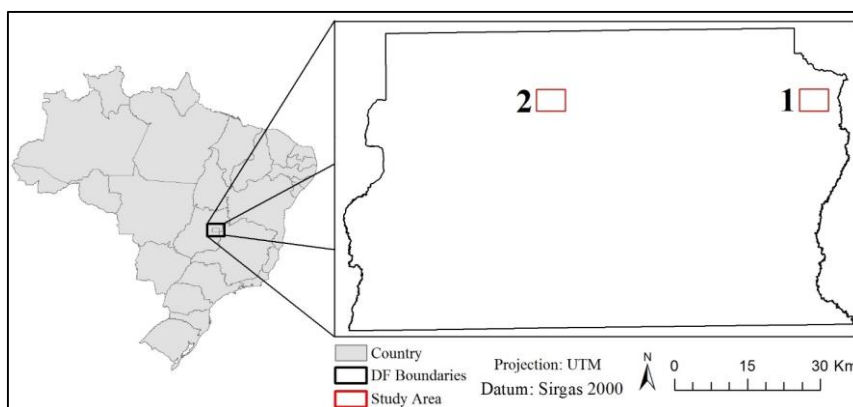 2
1
Country
DF Boundaries
Study Area
Projection: UTM
Datum: Sirgas 2000
N
0 15 30 Km